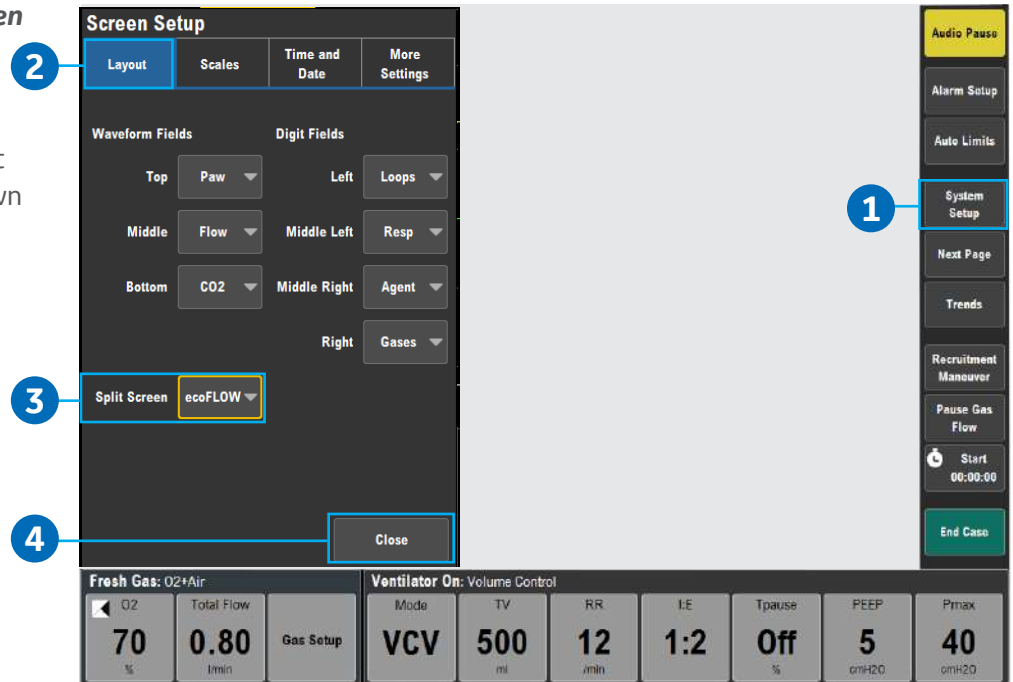 en
t
vn
Screen Setup
Layout
Scales
Time and
Date
More
Settings
Waveform Fields
Digit Fields
Top
Paw
Left
Loops
Middle
Flow
Middle Left
Resp
Bottom
CO2
Middle Right
Agent
Right
Gases
Split Screen
ecoFLOW
Close
1
2
3
4
Audio Pause
Alarm Setup
Auto Limits
System
Setup
Next Page
Trends
Recruitment
Maneuver
Pause Gas
Flow
Start
00:00:00
End Case
Fresh Gas: O2+Air
O2
70
%
Total Flow
0.80
l/min
Gas Setup
Ventilator On: Volume Control
Mode
VCV
TV
500
ml
RR
12
/min
I:E
1:2
Tpause
Off
%
PEEP
5
cmH2O
Pmax
40
cmH2O